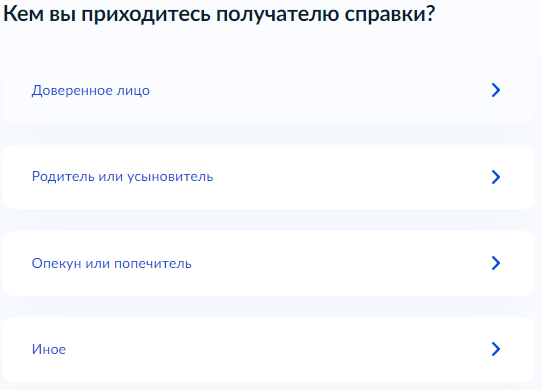 Кем вы приходитесь получателю справки?
Доверенное лицо
Родитель или усыновитель
Опекун или попечитель
Иное